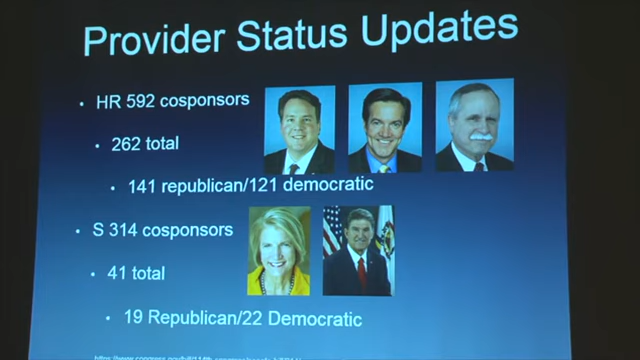 Provider Status Updates
• HR 592 cosponsors
• 262 total
• 141 republican/121 democratic
• S 314 cosponsors
• 41 total
• 19 Republican/22 Democratic